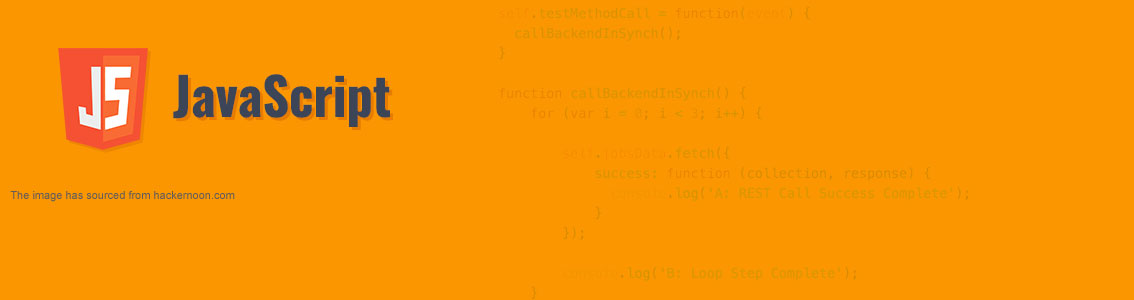 JS
JavaScript
The image has sourced from hackernoon.com
self.testMethodCall = function(event) {
callBackendInSynch();
}
function callBackendInSynch() {
for (var i = 0; i < 3; i++) {
self.jobsData.fetch({
success: function (collection, response) {
console.log('A: REST Call Success Complete');
}
});
console.log('B: Loop Step Complete');
}